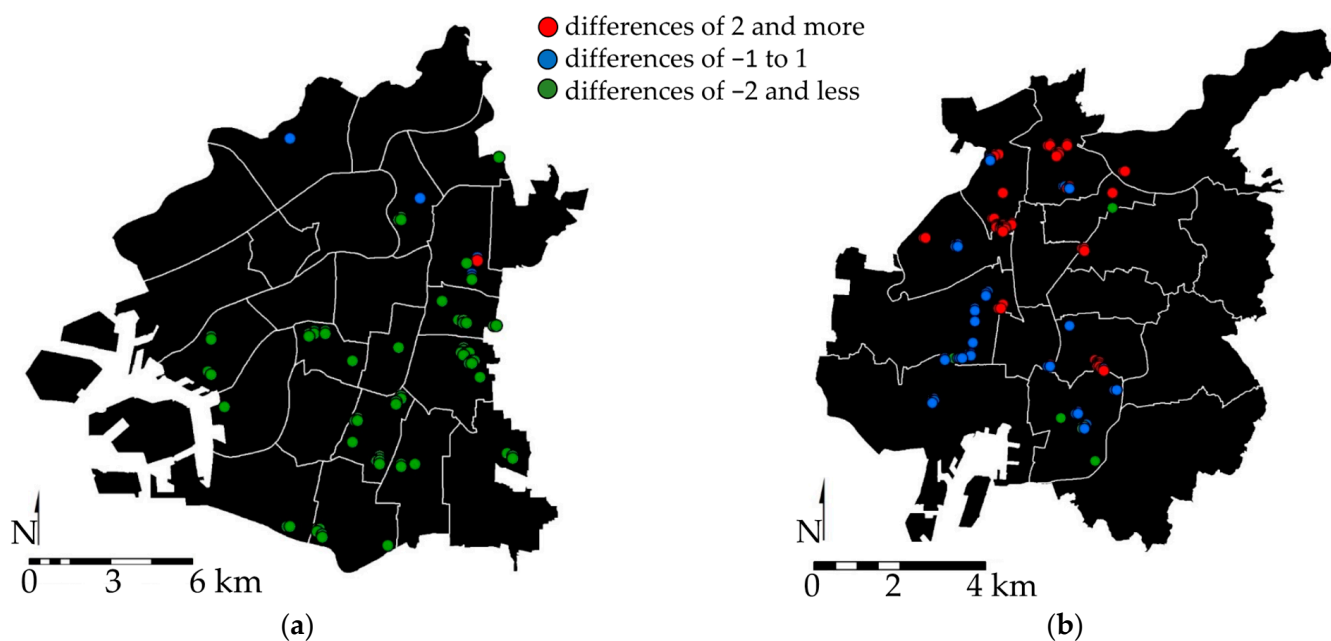 differences of 2 and more
differences of −1 to 1
differences of −2 and less
N
0 3 6 km
(a)
N
0 2 4 km
(b)